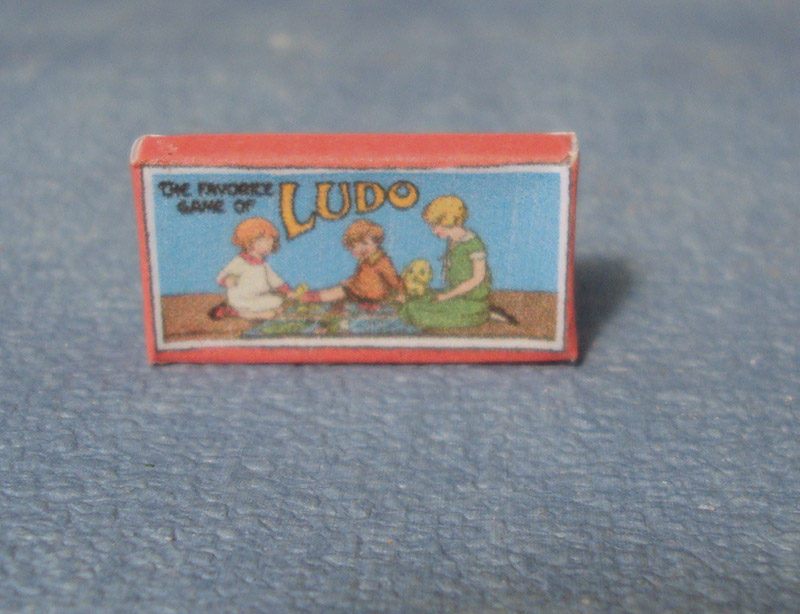 THE FAVORITE
GAME OF
LUDO